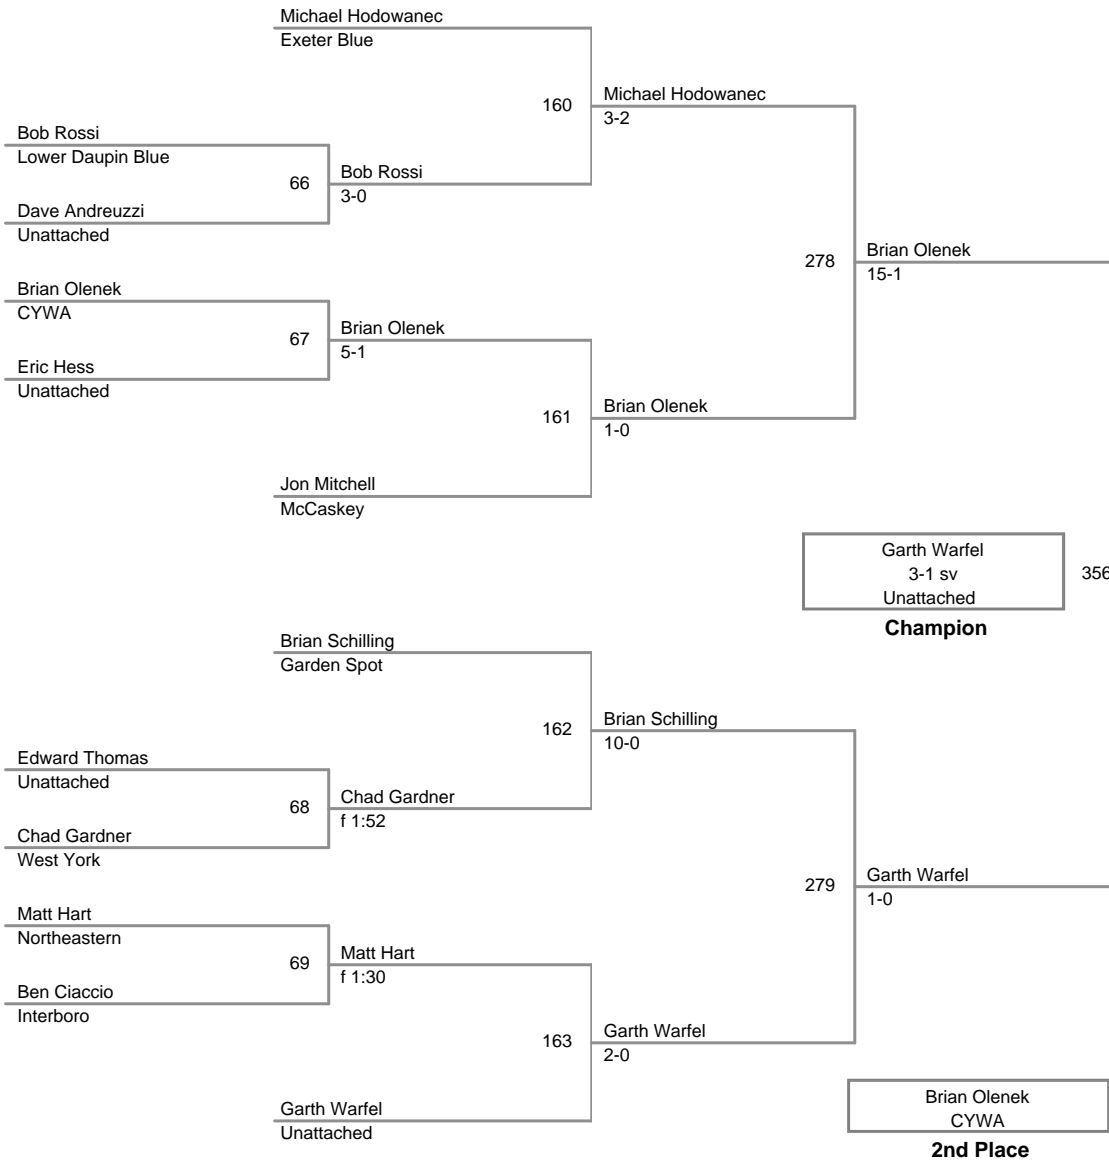 Michael Hodowanec
Exeter Blue
160
Michael Hodowanec
3-2
Bob Rossi
Lower Daupin Blue
66
Bob Rossi
3-0
Dave Andreuzzi
Unattached
278
Brian Olenek
15-1
Brian Olenek
CYWA
67
Brian Olenek
5-1
Eric Hess
Unattached
161
Brian Olenek
1-0
Jon Mitchell
McCaskey
Garth Warfel
3-1 sv
Unattached
356
Champion
Brian Schilling
Garden Spot
162
Brian Schilling
10-0
Edward Thomas
Unattached
68
Chad Gardner
f 1:52
Chad Gardner
West York
279
Garth Warfel
1-0
Matt Hart
Northeastern
69
Matt Hart
f 1:30
Ben Ciaccio
Interboro
163
Garth Warfel
2-0
Garth Warfel
Unattached
Brian Olenek
CYWA
2nd Place